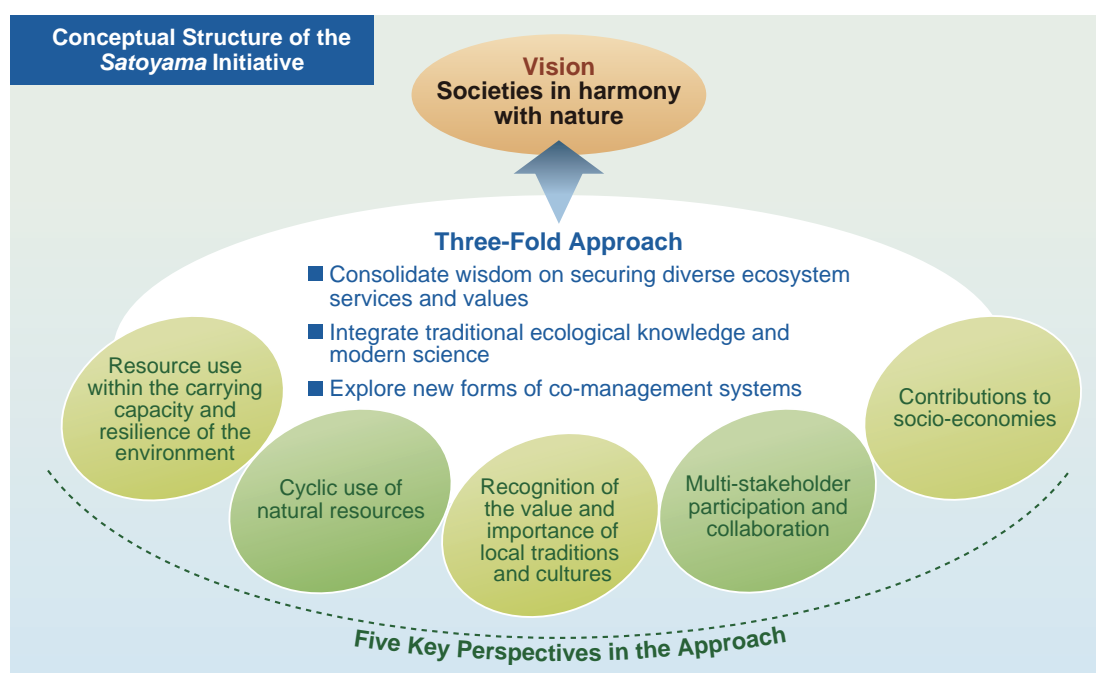 Conceptual Structure of the
Satoyama Initiative
Vision
Societies in harmony
with nature
Three-Fold Approach
Consolidate wisdom on securing diverse ecosystem
services and values
Integrate traditional ecological knowledge and
modern science
Explore new forms of co-management systems
Resource use
within the carrying
capacity and
resilience of the
environment
Cyclic use of
natural resources
Recognition of
the value and
importance of
local traditions
and cultures
Multi-stakeholder
participation and
collaboration
Contributions to
socio-economies
Five Key Perspectives in the Approach